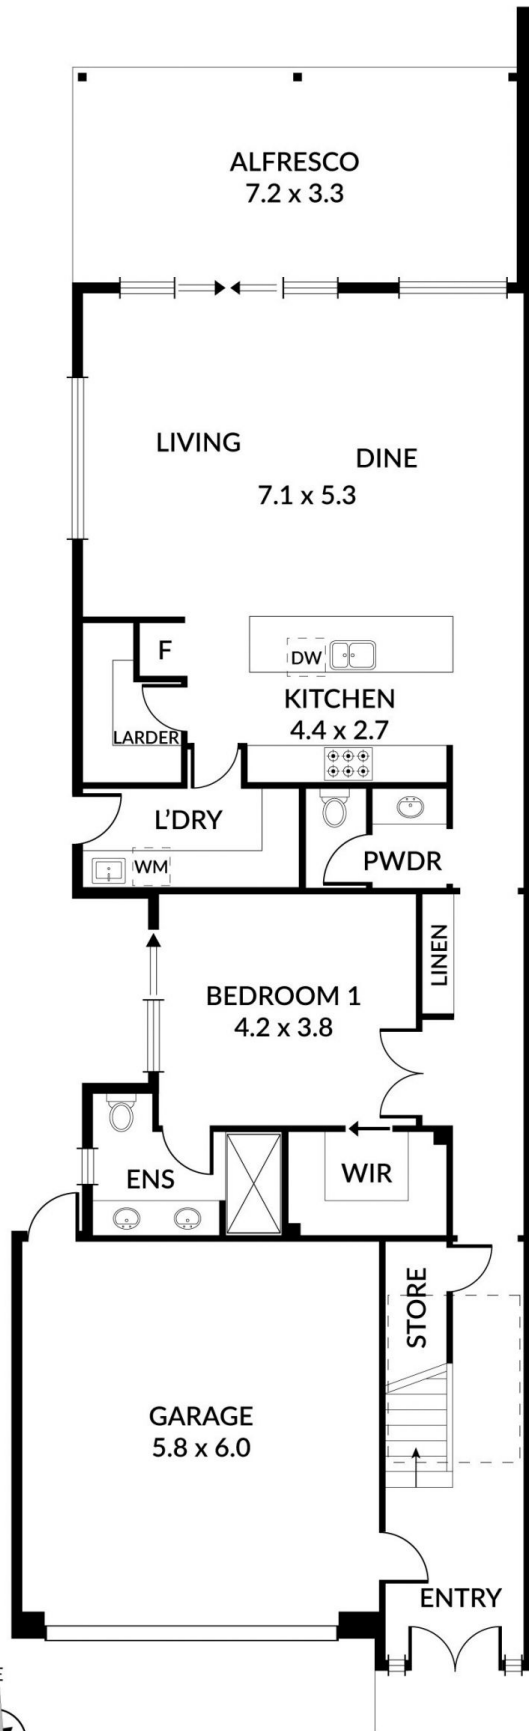 ALFRESCO
7.2 x 3.3
LIVING
DINE
7.1 x 5.3
F
DW
KITCHEN
4.4 x 2.7
LARDER
L'DRY
WM
PWDR
LINEN
BEDROOM 1
4.2 x 3.8
ENS
WIR
STORE
GARAGE
5.8 x 6.0
ENTRY
E